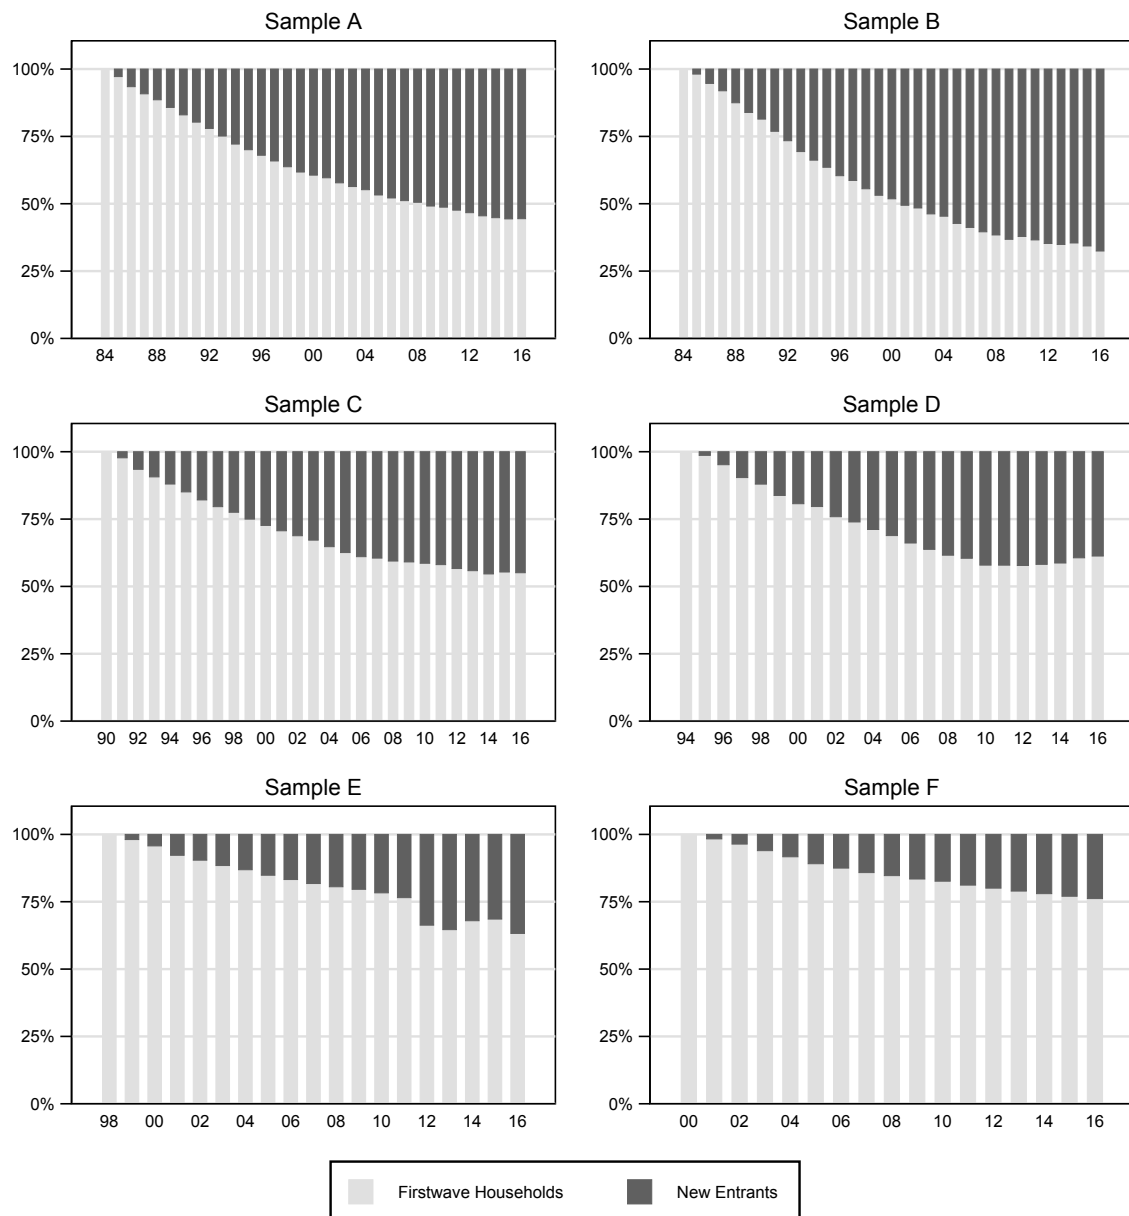 Sample A
100%
75%
50%
25%
0%
84 88 92 96 00 04 08 12 16
Sample B
100%
75%
50%
25%
0%
84 88 92 96 00 04 08 12 16
Sample C
100%
75%
50%
25%
0%
90 92 94 96 98 00 02 04 06 08 10 12 14 16
Sample D
100%
75%
50%
25%
0%
94 96 98 00 02 04 06 08 10 12 14 16
Sample E
100%
75%
50%
25%
0%
98 00 02 04 06 08 10 12 14 16
Sample F
100%
75%
50%
25%
0%
00 02 04 06 08 10 12 14 16
Firstwave Households New Entrants